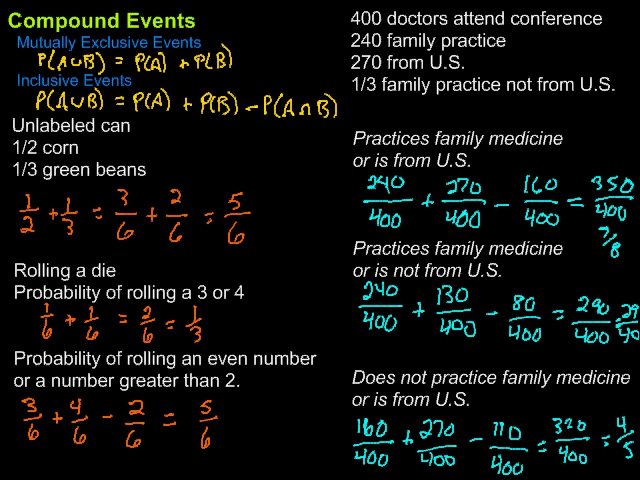 Compound Events
Mutually Exclusive Events
P(A∪B) = P(A) + P(B)
Inclusive Events
P(A∪B) = P(A) + P(B) - P(A∩B)
Unlabeled can
1/2 corn
1/3 green beans
1/2 + 1/3 = 3/6 + 2/6 = 5/6
Rolling a die
Probability of rolling a 3 or 4
1/6 + 1/6 = 2/6 = 1/3
Probability of rolling an even number
or a number greater than 2.
3/6 + 4/6 - 2/6 = 5/6
400 doctors attend conference
240 family practice
270 from U.S.
1/3 family practice not from U.S.
Practices family medicine
or is from U.S.
240/400 + 270/400 - 160/400 = 350/400
7/8
Practices family medicine
or is not from U.S.
240/400 + 130/400 - 80/400 = 290/400 = 29/40
Does not practice family medicine
or is from U.S.
160/400 + 270/400 - 110/400 = 320/400 = 4/5